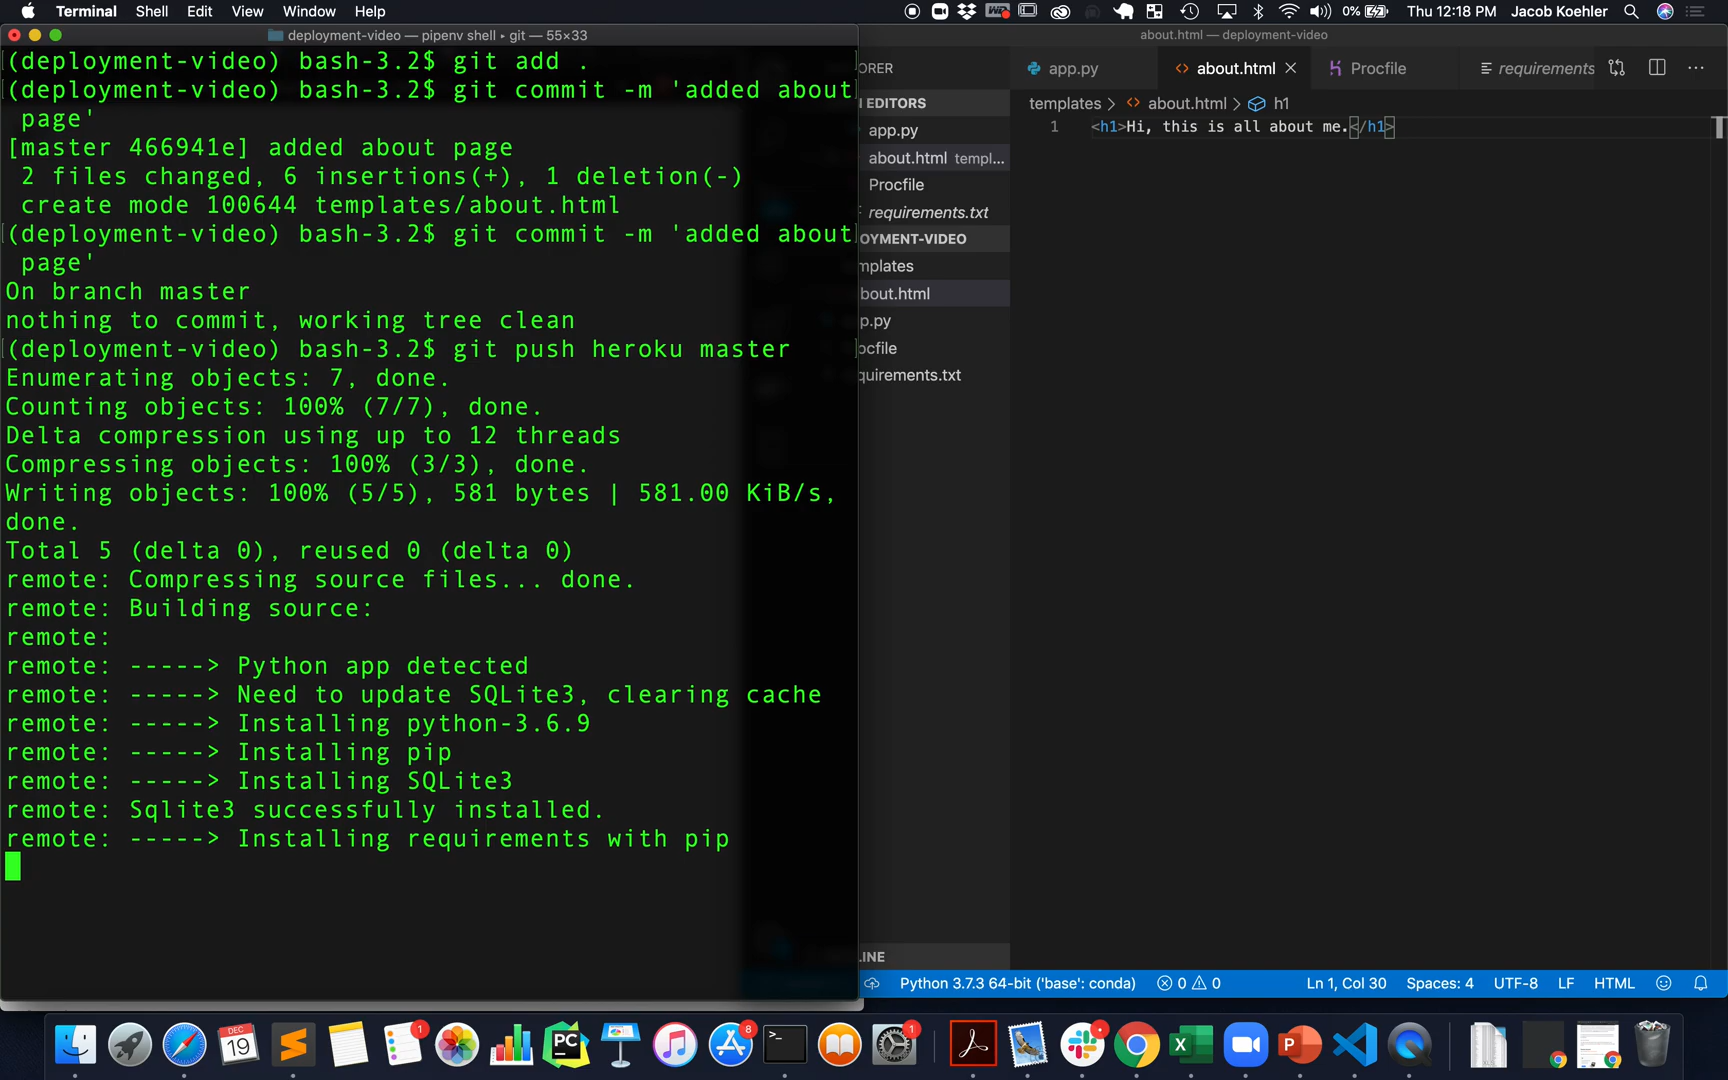 Terminal Shell Edit View Window Help 0% Thu 12:18 PM Jacob Koehler
deployment-video — pipenv shell ▸ git — 55×33
(deployment-video) bash-3.2$ git add .
(deployment-video) bash-3.2$ git commit -m 'added about
page'
[master 466941e] added about page
2 files changed, 6 insertions(+), 1 deletion(-)
create mode 100644 templates/about.html
(deployment-video) bash-3.2$ git commit -m 'added about
page'
On branch master
nothing to commit, working tree clean
(deployment-video) bash-3.2$ git push heroku master
Enumerating objects: 7, done.
Counting objects: 100% (7/7), done.
Delta compression using up to 12 threads
Compressing objects: 100% (3/3), done.
Writing objects: 100% (5/5), 581 bytes | 581.00 KiB/s,
done.
Total 5 (delta 0), reused 0 (delta 0)
remote: Compressing source files... done.
remote: Building source:
remote:
remote: -----> Python app detected
remote: -----> Need to update SQLite3, clearing cache
remote: -----> Installing python-3.6.9
remote: -----> Installing pip
remote: -----> Installing SQLite3
remote: Sqlite3 successfully installed.
remote: -----> Installing requirements with pip
about.html — deployment-video
ORER
EDITORS
app.py
about.html templ...
Procfile
requirements.txt
OYMENT-VIDEO
mplates
bout.html
p.py
ocfile
quirements.txt
LINE
app.py about.html Procfile requirements
templates > about.html > h1
1 <h1>Hi, this is all about me.</h1>
Python 3.7.3 64-bit ('base': conda) 0 0 Ln 1, Col 30 Spaces: 4 UTF-8 LF HTML
DEC
19
1
PC
8
>_
1
X
P